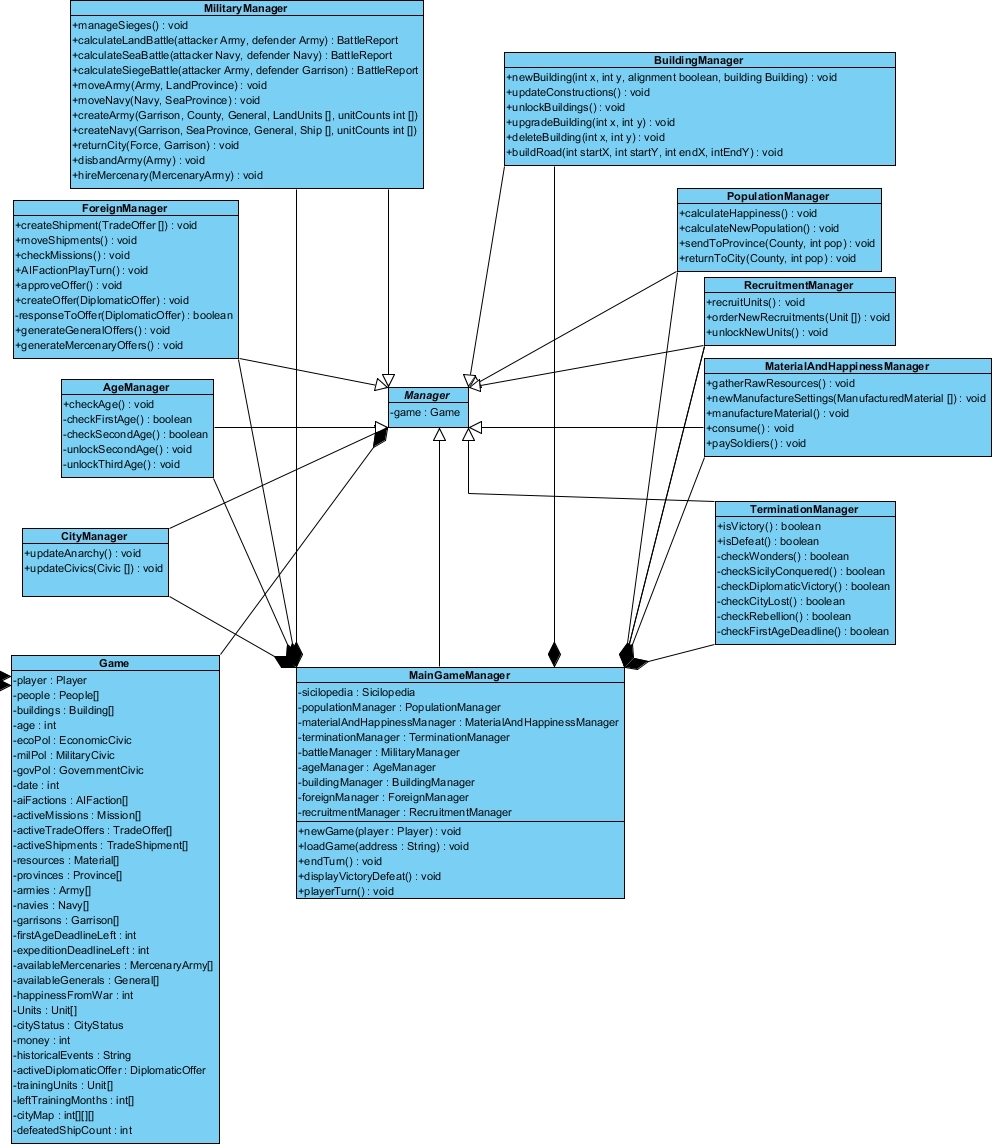 MilitaryManager
+manageSieges() : void
+calculateLandBattle(attacker Army, defender Army) : BattleReport
+calculateSeaBattle(attacker Navy, defender Navy) : BattleReport
+calculateSiegeBattle(attacker Army, defender Garrison) : BattleReport
+moveArmy(Army, LandProvince) : void
+moveNavy(Navy, SeaProvince) : void
+createArmy(Garrison, County, General, LandUnits [], unitCounts int [])
+createNavy(Garrison, SeaProvince, General, Ship [], unitCounts int [])
+returnCity(Force, Garrison) : void
+disbandArmy(Army) : void
+hireMercenary(MercenaryArmy) : void
BuildingManager
+newBuilding(int x, int y, alignment boolean, building Building) : void
+updateConstructions() : void
+unlockBuildings() : void
+upgradeBuilding(int x, int y) : void
+deleteBuilding(int x, int y) : void
+buildRoad(int startX, int startY, int endX, intEndY) : void
PopulationManager
+calculateHappiness() : void
+calculateNewPopulation() : void
+sendToProvince(County, int pop) : void
+returnToCity(County, int pop) : void
ForeignManager
+createShipment(TradeOffer []) : void
+moveShipments() : void
+checkMissions() : void
+AIFactionPlayTurn() : void
+approveOffer() : void
+createOffer(DiplomaticOffer) : void
-responseToOffer(DiplomaticOffer) : boolean
+generateGeneralOffers() : void
+generateMercenaryOffers() : void
RecruitmentManager
+recruitUnits() : void
+orderNewRecruitments(Unit []) : void
+unlockNewUnits() : void
MaterialAndHappinessManager
+gatherRawResources() : void
+newManufactureSettings(ManufacturedMaterial []) : void
+manufactureMaterial() : void
+consume() : void
+paySoldiers() : void
AgeManager
+checkAge() : void
-checkFirstAge() : boolean
-checkSecondAge() : boolean
-unlockSecondAge() : void
-unlockThirdAge() : void
Manager
-game : Game
TerminationManager
+isVictory() : boolean
+isDefeat() : boolean
-checkWonders() : boolean
-checkSicilyConquered() : boolean
-checkDiplomaticVictory() : boolean
-checkCityLost() : boolean
-checkRebellion() : boolean
-checkFirstAgeDeadline() : boolean
CityManager
+updateAnarchy() : void
+updateCivics(Civic []) : void
Game
-player : Player
-people : People[]
-buildings : Building[]
-age : int
-ecoPol : EconomicCivic
-milPol : MilitaryCivic
-govPol : GovernmentCivic
-date : int
-aiFactions : AIFaction[]
-activeMissions : Mission[]
-activeTradeOffers : TradeOffer[]
-activeShipments : TradeShipment[]
-resources : Material[]
-provinces : Province[]
-armies : Army[]
-navies : Navy[]
-garrisons : Garrison[]
-firstAgeDeadlineLeft : int
-expeditionDeadlineLeft : int
-availableMercenaries : MercenaryArmy[]
-availableGenerals : General[]
-happinessFromWar : int
-Units : Unit[]
-cityStatus : CityStatus
-money : int
-historicalEvents : String
-activeDiplomaticOffer : DiplomaticOffer
-trainingUnits : Unit[]
-leftTrainingMonths : int[]
-cityMap : int[][][]
-defeatedShipCount : int
MainGameManager
-sicilopedia : Sicilopedia
-populationManager : PopulationManager
-materialAndHappinessManager : MaterialAndHappinessManager
-terminationManager : TerminationManager
-battleManager : MilitaryManager
-ageManager : AgeManager
-buildingManager : BuildingManager
-foreignManager : ForeignManager
-recruitmentManager : RecruitmentManager
+newGame(player : Player) : void
+loadGame(address : String) : void
+endTurn() : void
+displayVictoryDefeat() : void
+playerTurn() : void